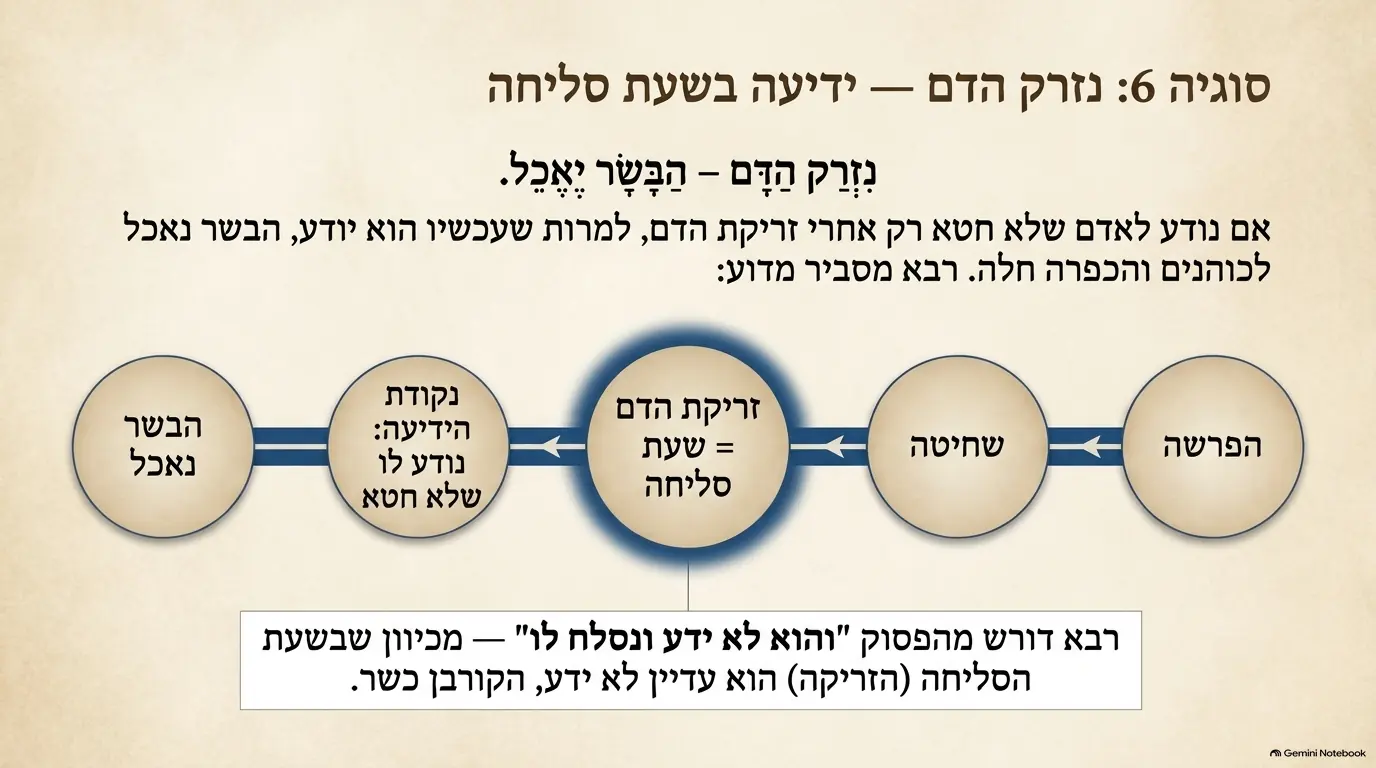 סוגיה 6: נזרק הדם — ידיעה בשעת סליחה
נִזְרַק הַדָּם – הַבָּשָׂר יֶאֱכֵל.
אם נודע לאדם שלא חטא רק אחרי זריקת הדם, למרות שעכשיו הוא יודע, הבשר נאכל
לכוהנים והכפרה חלה. רבא מסביר מדוע:
הפרשה
שחיטה
זריקת הדם
= שעת
סליחה
נקודת
הידיעה:
נודע לו
שלא חטא
הבשר
נאכל
רבא דורש מהפסוק "והוא לא ידע ונסלח לו" — מכיוון שבשעת
הסליחה (הזריקה) הוא עדיין לא ידע, הקורבן כשר.
Gemini Notebook